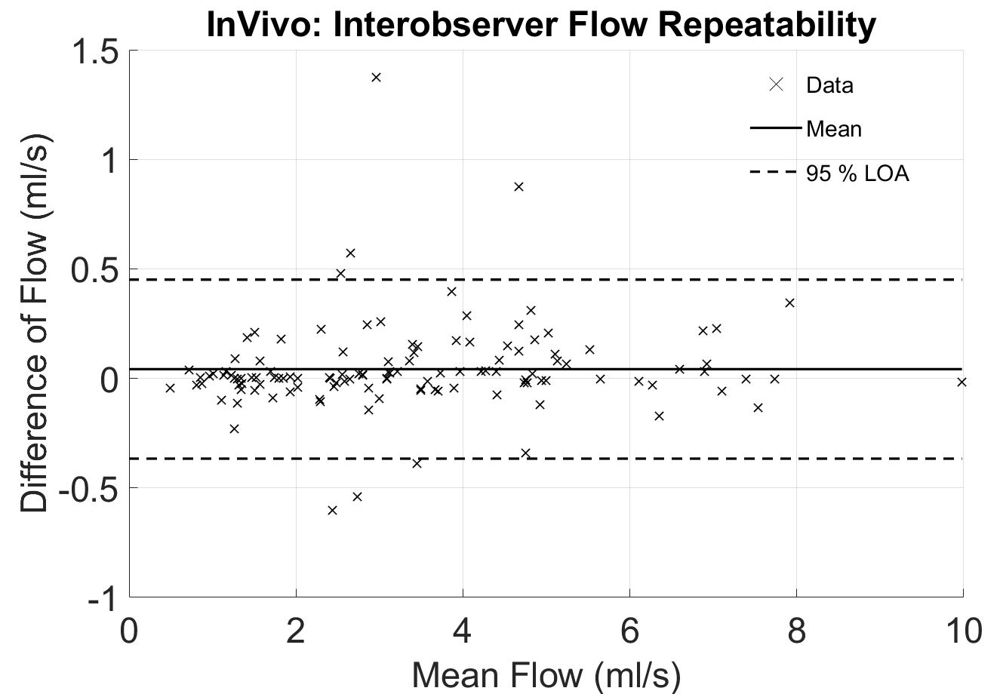 InVivo: Interobserver Flow Repeatability
1.5
1
0.5
0
-0.5
-1
Difference of Flow (ml/s)
Data
Mean
95 % LOA
0 2 4 6 8 10
Mean Flow (ml/s)